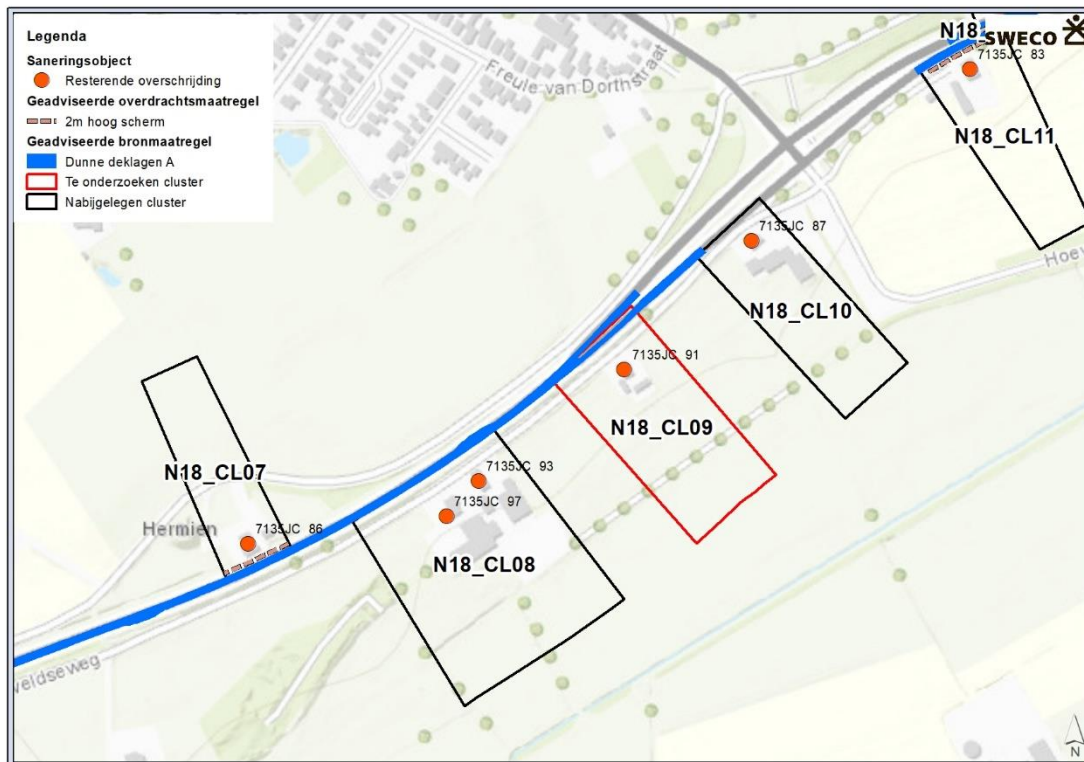 Legenda
Saneringsobject
Resterende overschrijding
Geadviseerde overdrachtsmaatregel
2m hoog scherm
Geadviseerde bronmaatregel
Dunne deklagen A
Te onderzoeken cluster
Nabijgelegen cluster
Freule van Dorthstraat
N18_
SWECO
7135JC 83
N18_CL11
7135JC 87
Hoev
N18_CL10
7135JC 91
N18_CL09
N18_CL07
7135JC 93
7135JC 97
Hermien
7135JC 86
N18_CL08
veldseweg
N